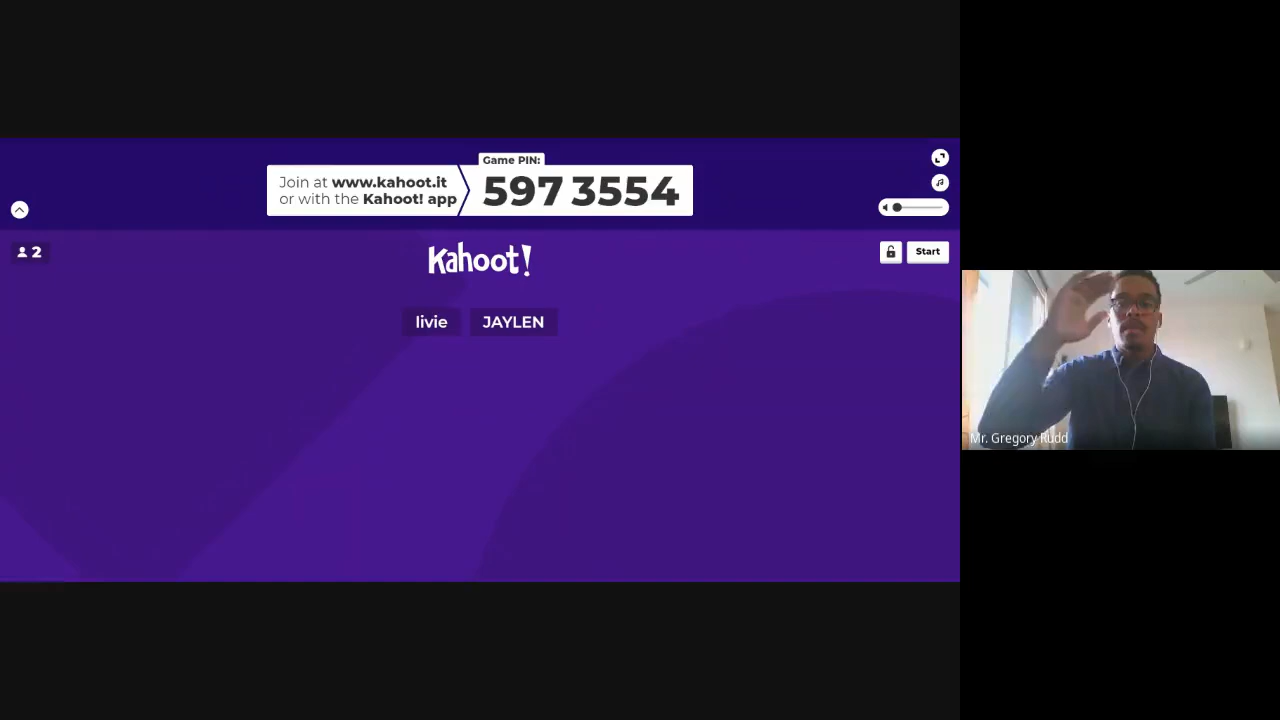 Game PIN:
Join at www.kahoot.it
or with the Kahoot! app
597 3554
2
Kahoot!
Start
livie
JAYLEN
Mr. Gregory Rudd